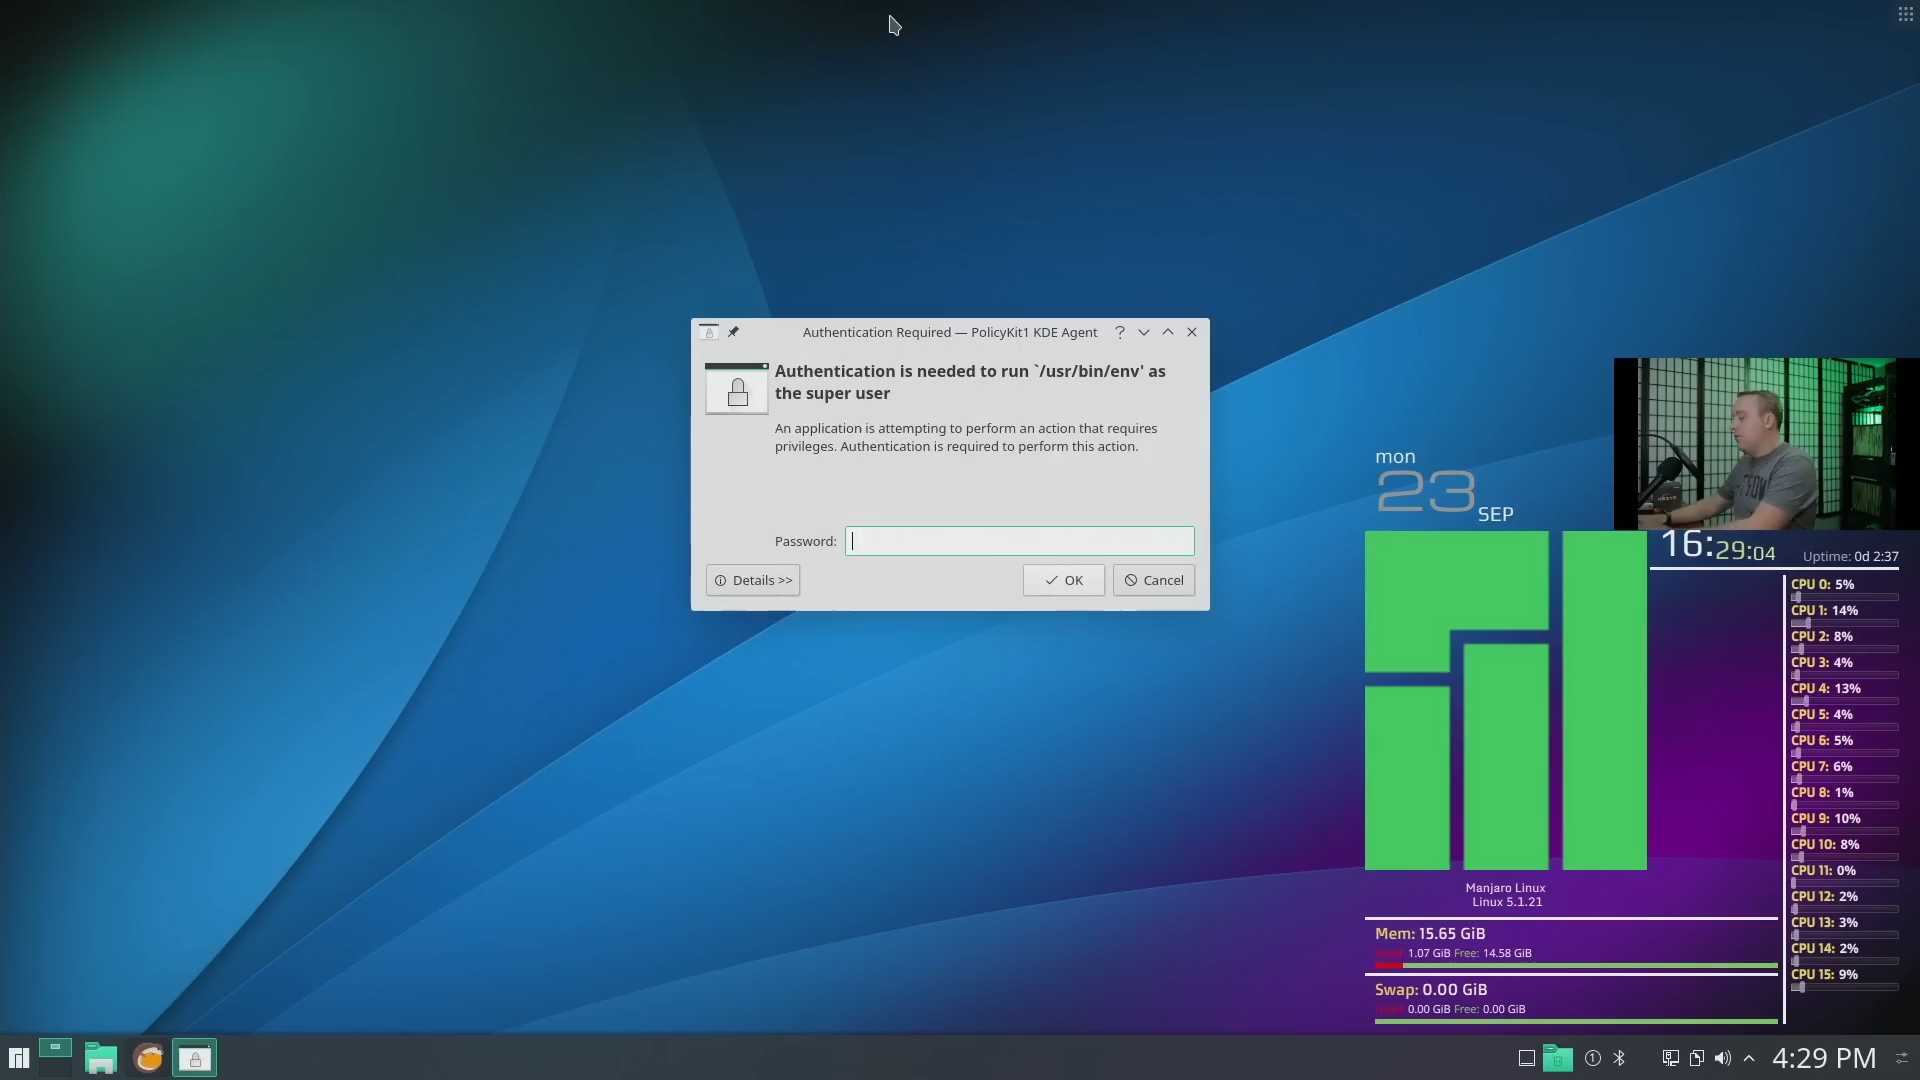 Authentication Required — PolicyKit1 KDE Agent
Authentication is needed to run `/usr/bin/env' as
the super user
An application is attempting to perform an action that requires
privileges. Authentication is required to perform this action.
Password:
Details >>
OK
Cancel
mon
23
SEP
16:29:04
Uptime: 0d 2:37
CPU 0: 5%
CPU 1: 14%
CPU 2: 8%
CPU 3: 4%
CPU 4: 13%
CPU 5: 4%
CPU 6: 5%
CPU 7: 6%
CPU 8: 1%
CPU 9: 10%
CPU 10: 8%
CPU 11: 0%
CPU 12: 2%
CPU 13: 3%
CPU 14: 2%
CPU 15: 9%
Manjaro Linux
Linux 5.1.21
Mem: 15.65 GiB
1.07 GiB Free: 14.58 GiB
Swap: 0.00 GiB
0.00 GiB Free: 0.00 GiB
4:29 PM